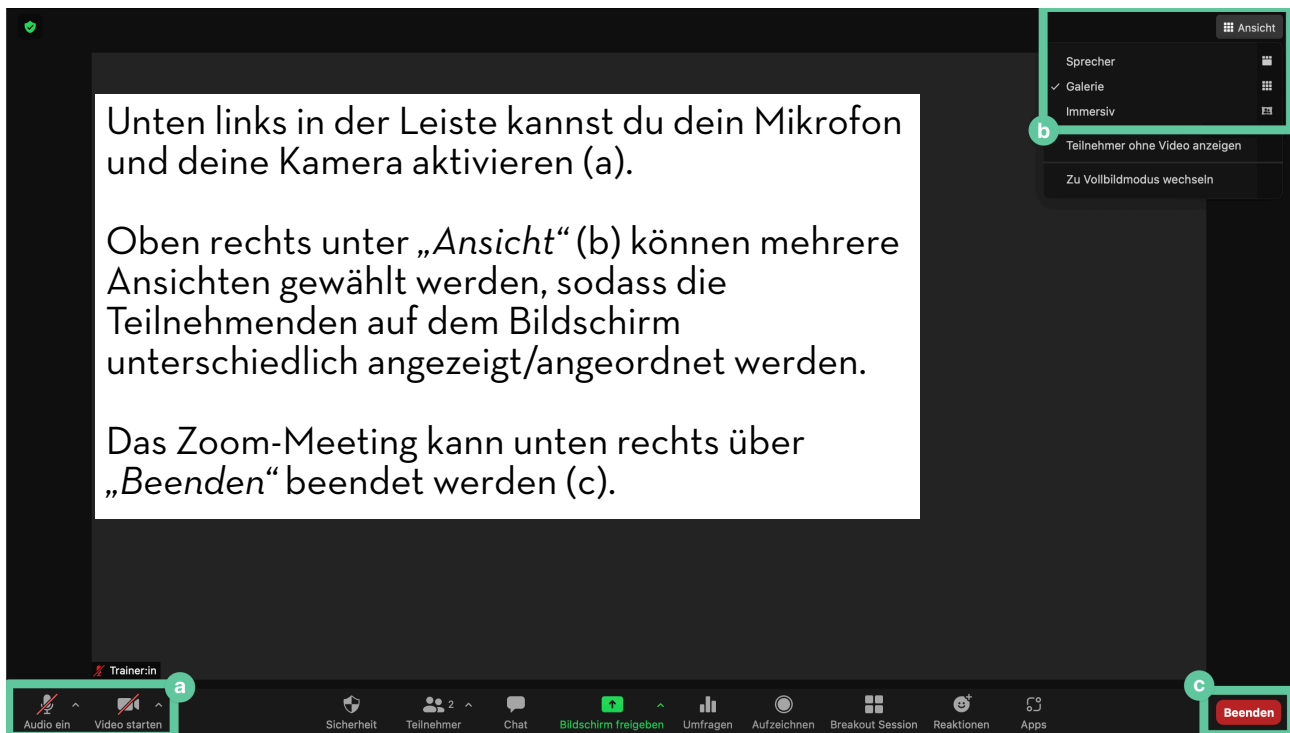 Ansicht
Sprecher
Galerie
Immersiv
b
Teilnehmer ohne Video anzeigen
Zu Vollbildmodus wechseln
Unten links in der Leiste kannst du dein Mikrofon
und deine Kamera aktivieren (a).
Oben rechts unter „Ansicht“ (b) können mehrere
Ansichten gewählt werden, sodass die
Teilnehmenden auf dem Bildschirm
unterschiedlich angezeigt/angeordnet werden.
Das Zoom-Meeting kann unten rechts über
„Beenden“ beendet werden (c).
Trainer:in
a
c
Audio ein Video starten Sicherheit 2 Teilnehmer Chat Bildschirm freigeben Umfragen Aufzeichnen Breakout Session Reaktionen Apps Beenden